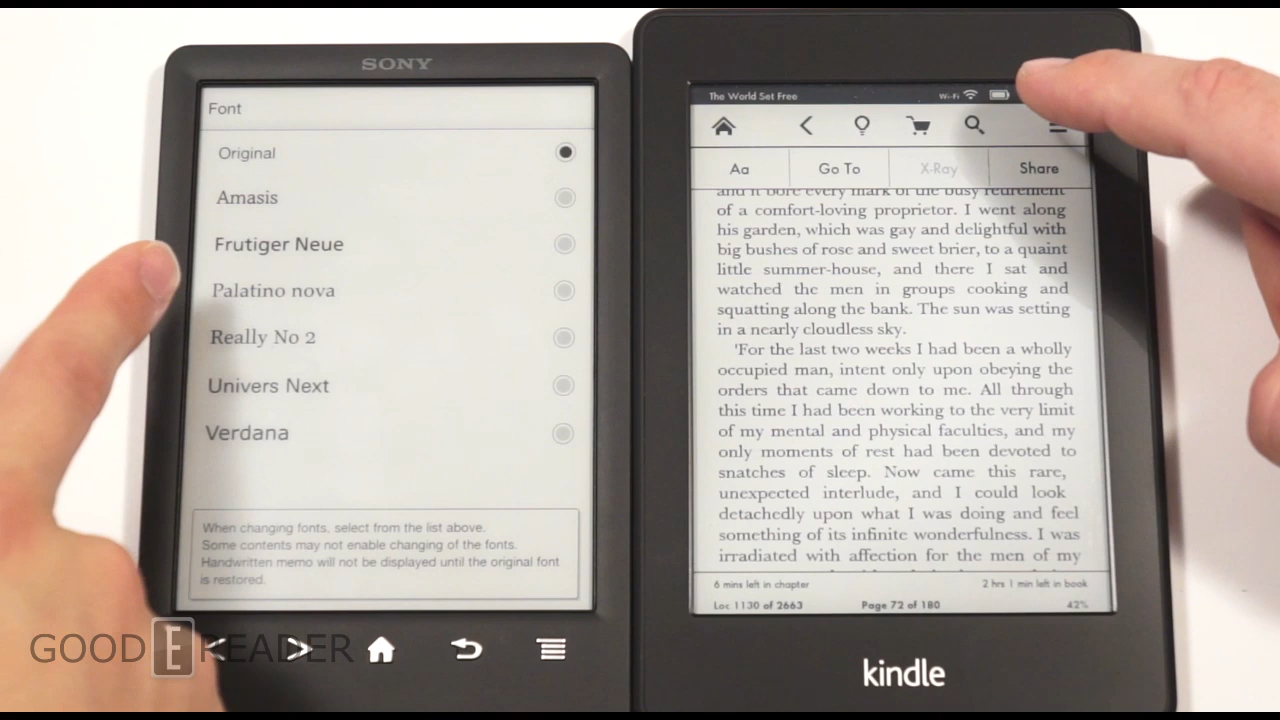 SONY
Font
Original
Amasis
Frutiger Neue
Palatino nova
Really No 2
Univers Next
Verdana
When changing fonts, select from the list above.
Some contents may not enable changing of the fonts.
Handwritten memo will not be displayed until the original font
is restored.
GOOD E READER
The World Set Free
Wi-Fi
Aa Go To X-Ray Share
and it bore every mark of the busy retirement
of a comfort-loving proprietor. I went along
his garden, which was gay and delightful with
big bushes of rose and sweet brier, to a quaint
little summer-house, and there I sat and
watched the men in groups cooking and
squatting along the bank. The sun was setting
in a nearly cloudless sky.
'For the last two weeks I had been a wholly
occupied man, intent only upon obeying the
orders that came down to me. All through
this time I had been working to the very limit
of my mental and physical faculties, and my
only moments of rest had been devoted to
snatches of sleep. Now came this rare,
unexpected interlude, and I could look
detachedly upon what I was doing and feel
something of its infinite wonderfulness. I was
irradiated with affection for the men of my
6 mins left in chapter 2 hrs 1 min left in book
Loc 1130 of 2663 Page 72 of 180 42%
kindle